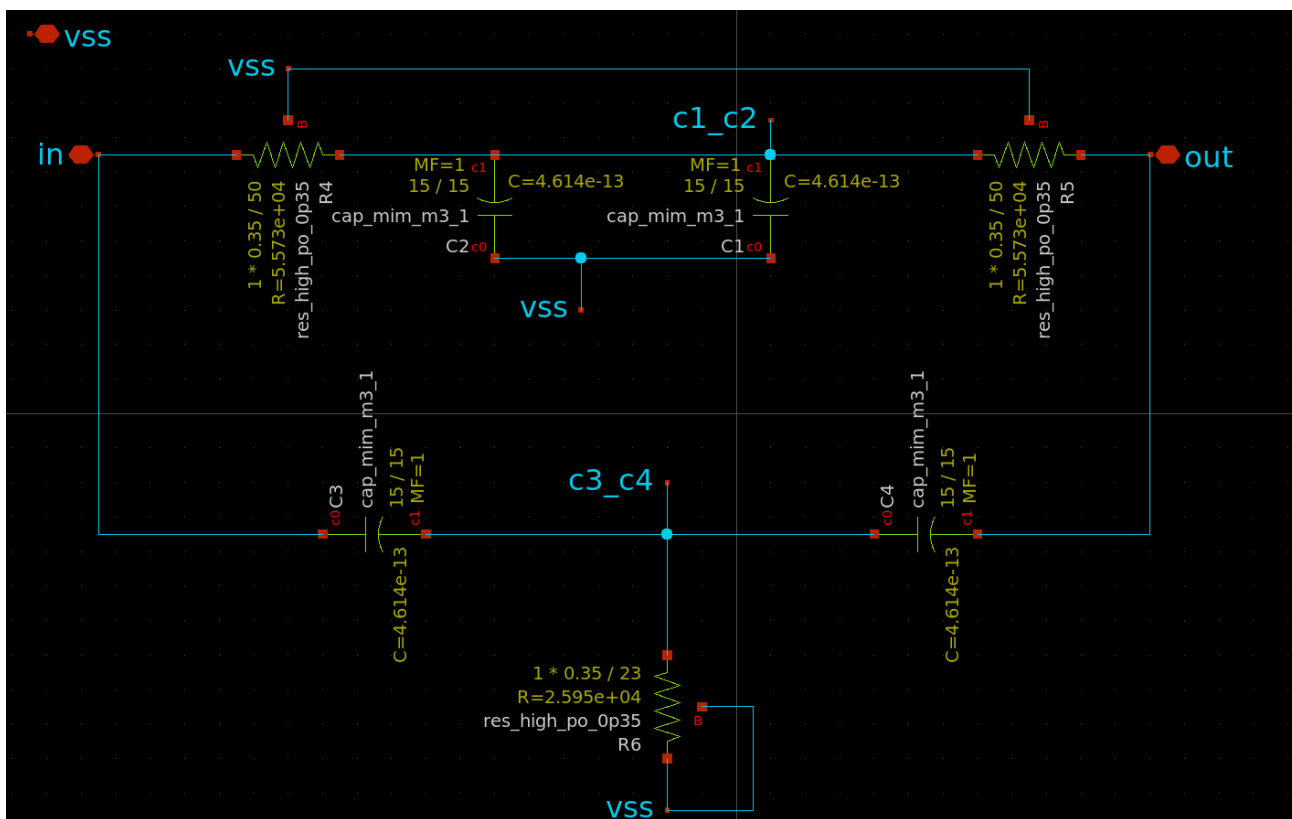 vss
vss
B
B
c1_c2
in
out
MF=1
c1
15 / 15
C=4.614e-13
cap_mim_m3_1
C2
c0
MF=1
c1
15 / 15
C=4.614e-13
cap_mim_m3_1
C1
c0
1 * 0.35 / 50
R=5.573e+04
res_high_po_0p35
R4
1 * 0.35 / 50
R=5.573e+04
res_high_po_0p35
R5
vss
c0
C3
cap_mim_m3_1
15 / 15
MF=1
c1
C=4.614e-13
c3_c4
c0
C4
cap_mim_m3_1
15 / 15
MF=1
c1
C=4.614e-13
1 * 0.35 / 23
R=2.595e+04
res_high_po_0p35
R6
B
vss